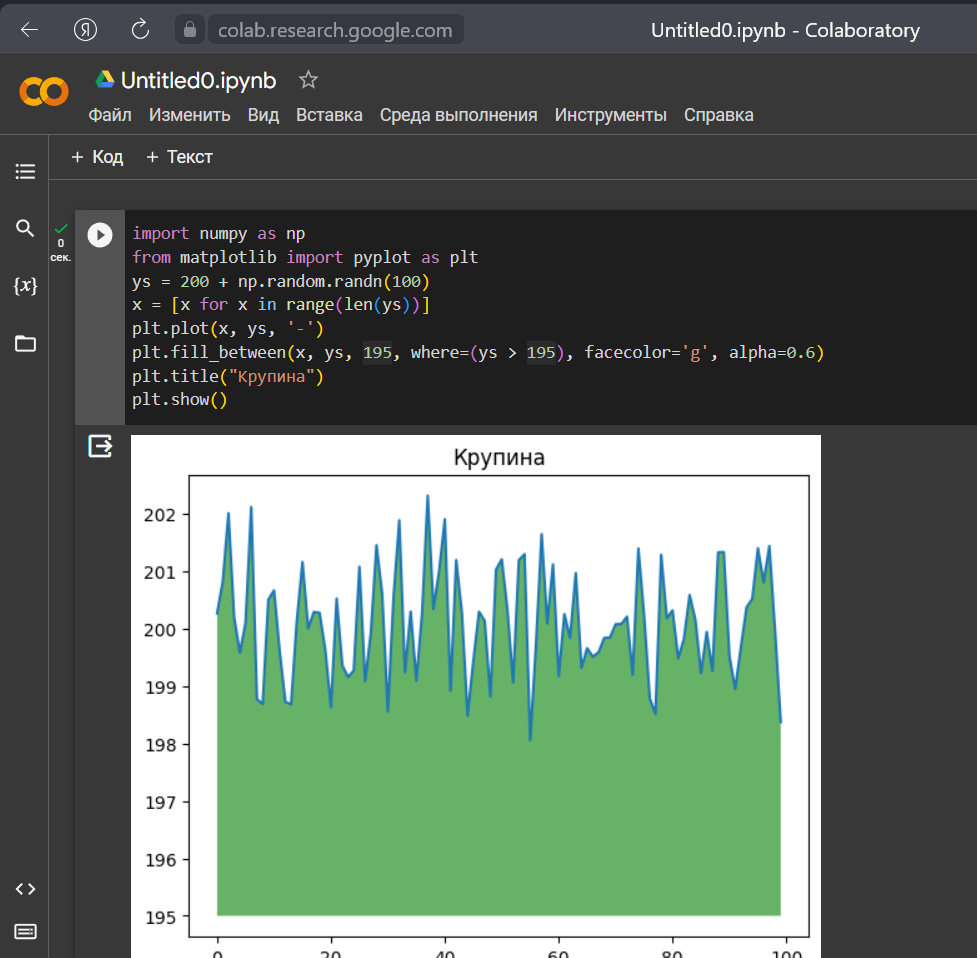 colab.research.google.com
Untitled0.ipynb - Colaboratory
Untitled0.ipynb
Файл Изменить Вид Вставка Среда выполнения Инструменты Справка
+ Код + Текст
0
сек.
{x}
import numpy as np
from matplotlib import pyplot as plt
ys = 200 + np.random.randn(100)
x = [x for x in range(len(ys))]
plt.plot(x, ys, '-')
plt.fill_between(x, ys, 195, where=(ys > 195), facecolor='g', alpha=0.6)
plt.title("Крупина")
plt.show()
Крупина
202
201
200
199
198
197
196
195
0 20 40 60 80 100